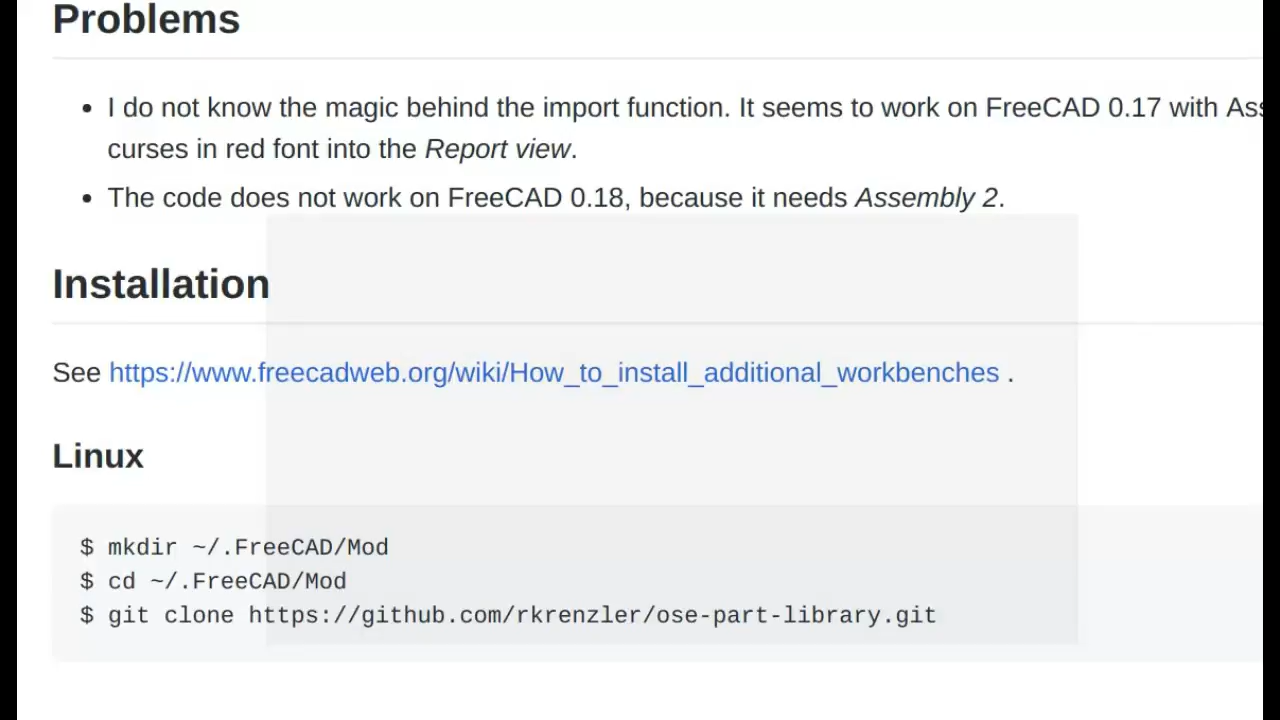 Problems
I do not know the magic behind the import function. It seems to work on FreeCAD 0.17 with
curses in red font into the Report view.
The code does not work on FreeCAD 0.18, because it needs Assembly 2.
Installation
See https://www.freecadweb.org/wiki/How_to_install_additional_workbenches .
Linux
$ mkdir ~/.FreeCAD/Mod
$ cd ~/.FreeCAD/Mod
$ git clone https://github.com/rkrenzler/ose-part-library.git